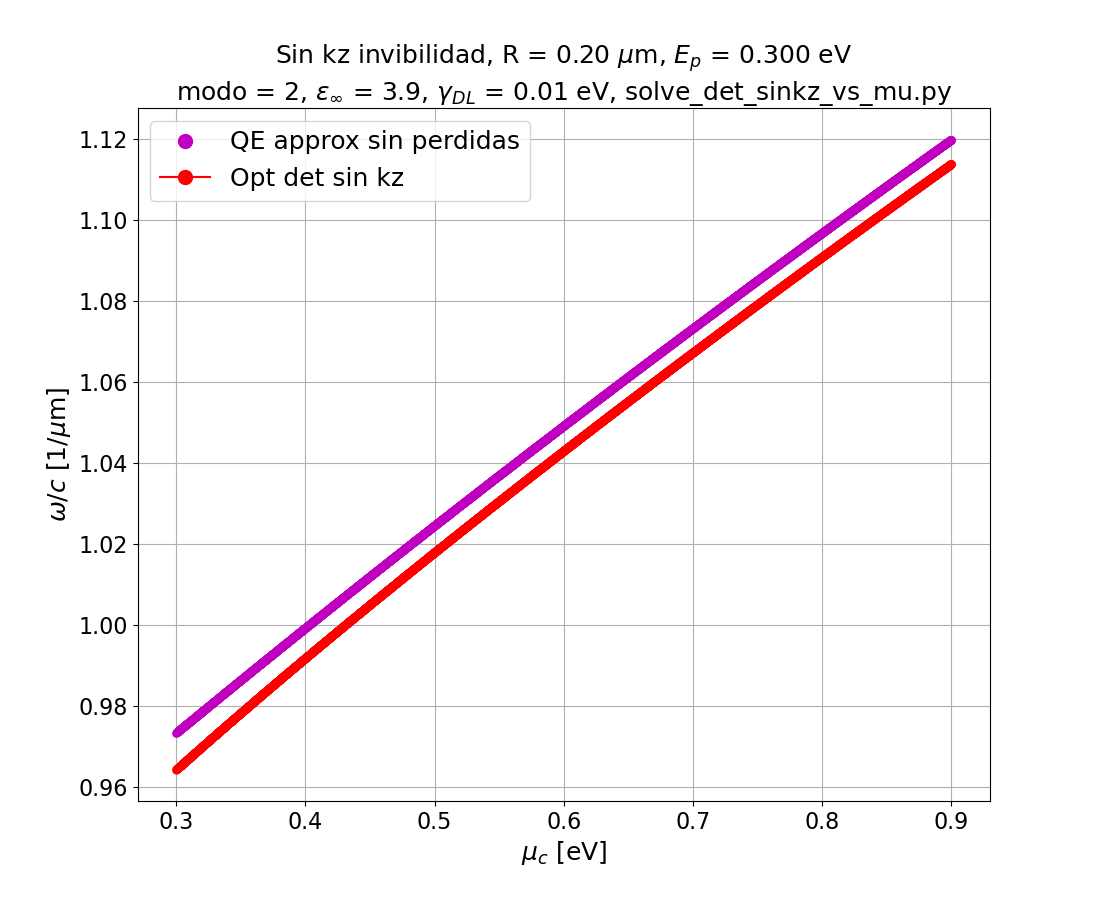 Sin kz invibilidad, R = 0.20 μm, $E_p$ = 0.300 eV
modo = 2, $ε_∞$ = 3.9, $γ_{DL}$ = 0.01 eV, solve_det_sinkz_vs_mu.py
QE approx sin perdidas
Opt det sin kz
ω/c [1/μm]
1.12
1.10
1.08
1.06
1.04
1.02
1.00
0.98
0.96
0.3 0.4 0.5 0.6 0.7 0.8 0.9
$μ_c$ [eV]